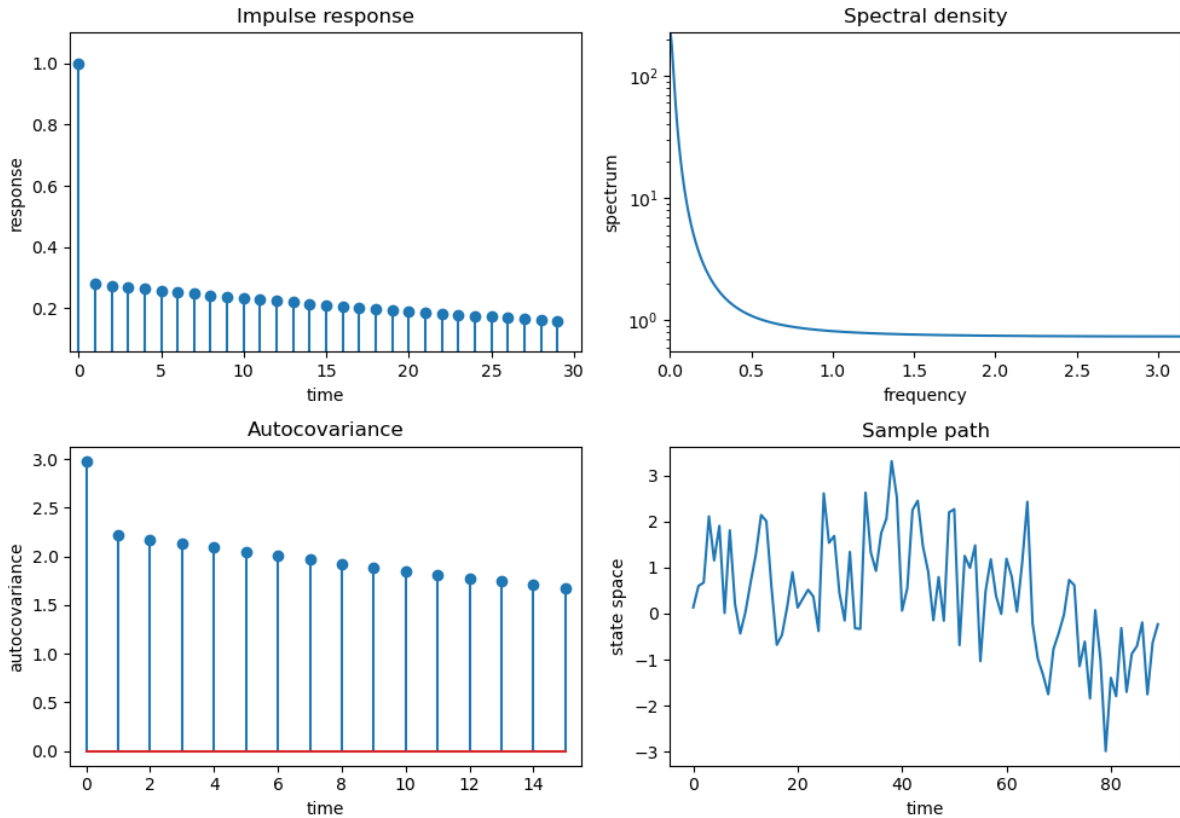 Impulse response
1.0
0.8
0.6
0.4
0.2
response
0 5 10 15 20 25 30
time
Spectral density
10²
10¹
10⁰
spectrum
0.0 0.5 1.0 1.5 2.0 2.5 3.0
frequency
Autocovariance
3.0
2.5
2.0
1.5
1.0
0.5
0.0
autocovariance
0 2 4 6 8 10 12 14
time
Sample path
3
2
1
0
−1
−2
−3
state space
0 20 40 60 80
time